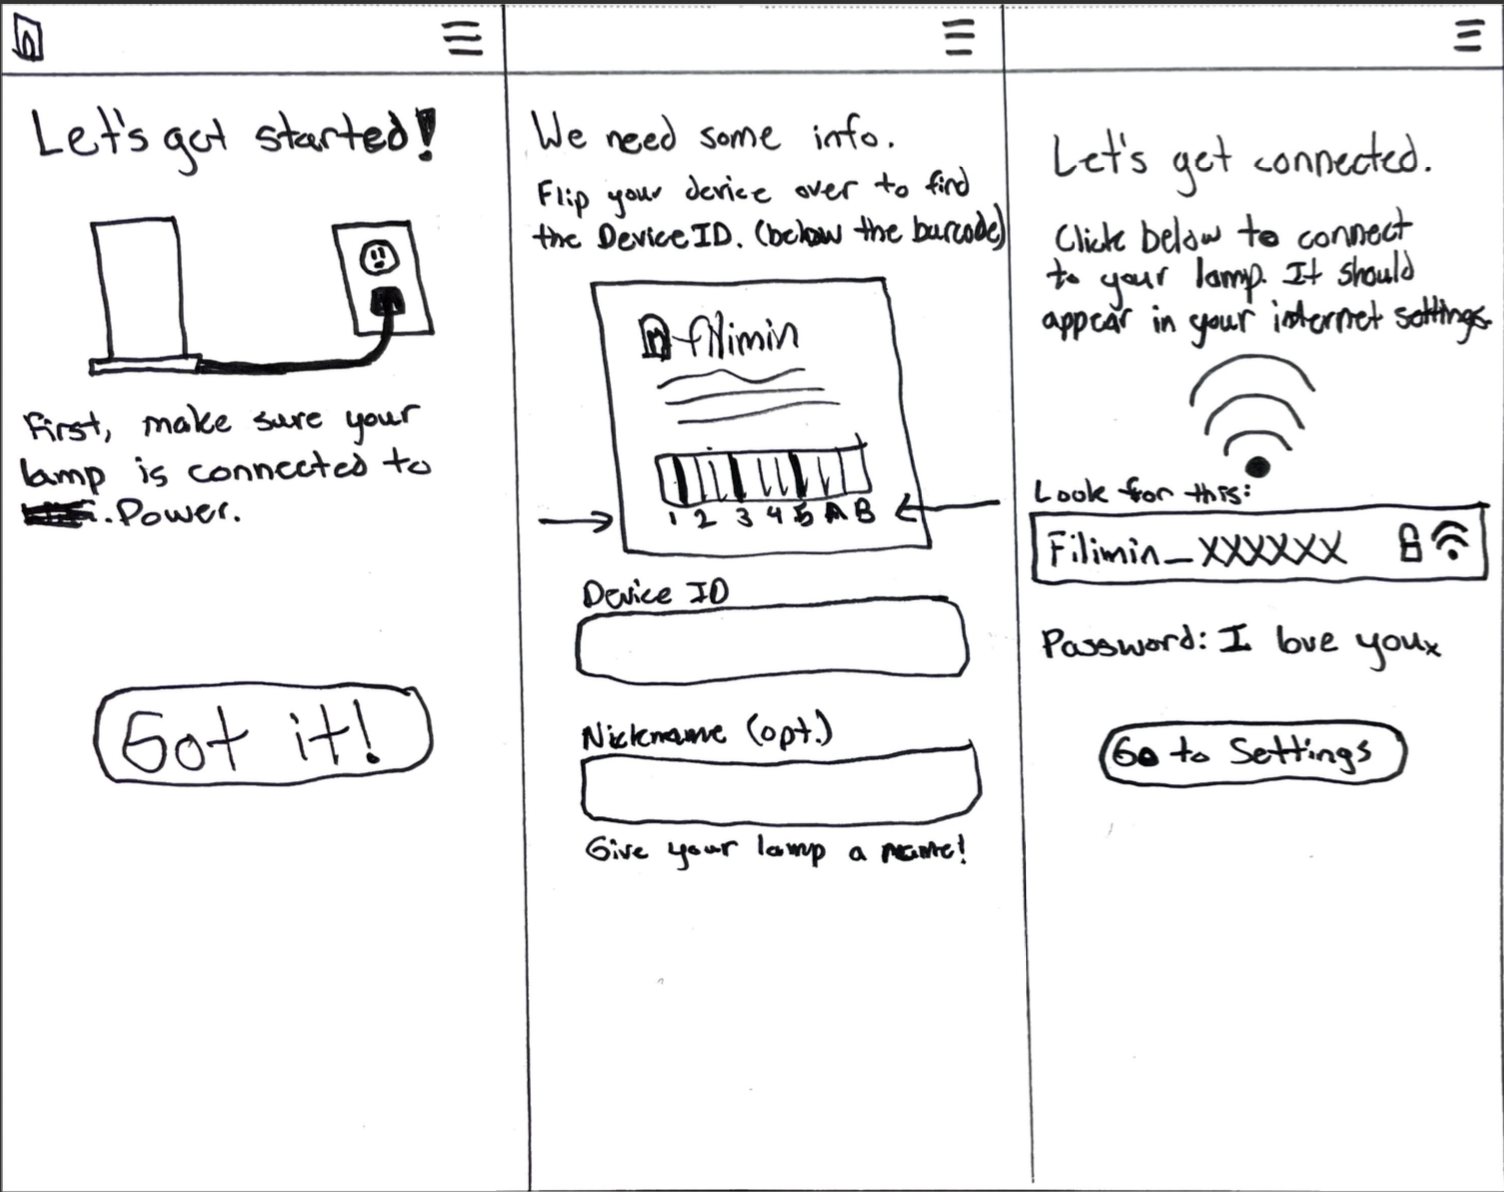 Let's get started!
First, make sure your
lamp is connected to
. Power.
Got it!
We need some info.
Flip your device over to find
the Device ID. (below the barcode)
filimin
1 2 3 4 5 A B
Device ID
Nickname (opt.)
Give your lamp a name!
Let's get connected.
Click below to connect
to your lamp. It should
appear in your internet settings.
Look for this:
Filimin_XXXXXX
Password: I love you
Go to Settings